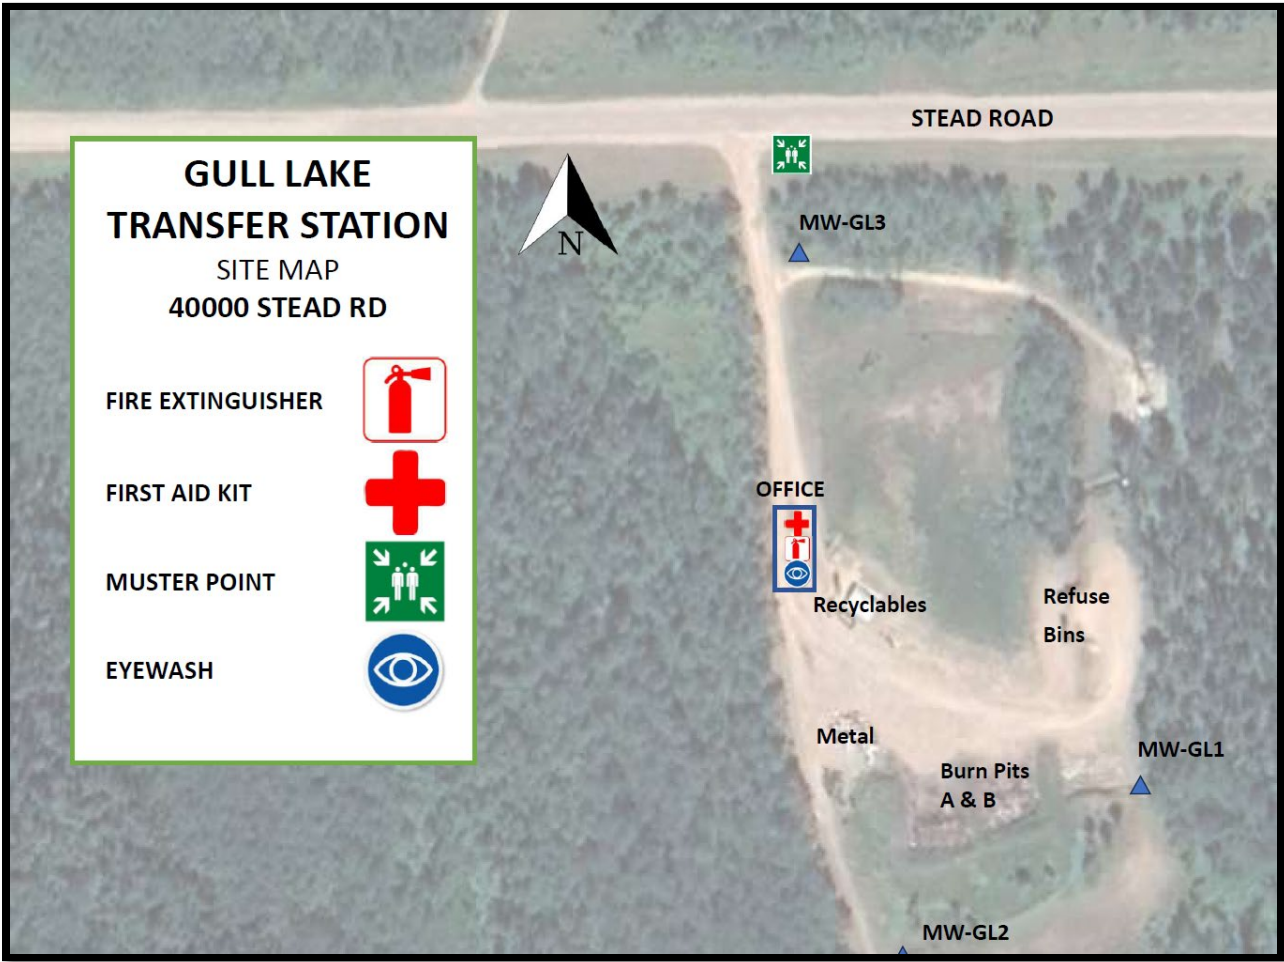 GULL LAKE
TRANSFER STATION
SITE MAP
40000 STEAD RD
FIRE EXTINGUISHER
FIRST AID KIT
MUSTER POINT
EYEWASH
N
STEAD ROAD
MW-GL3
OFFICE
Recyclables
Refuse
Bins
Metal
Burn Pits
A & B
MW-GL1
MW-GL2